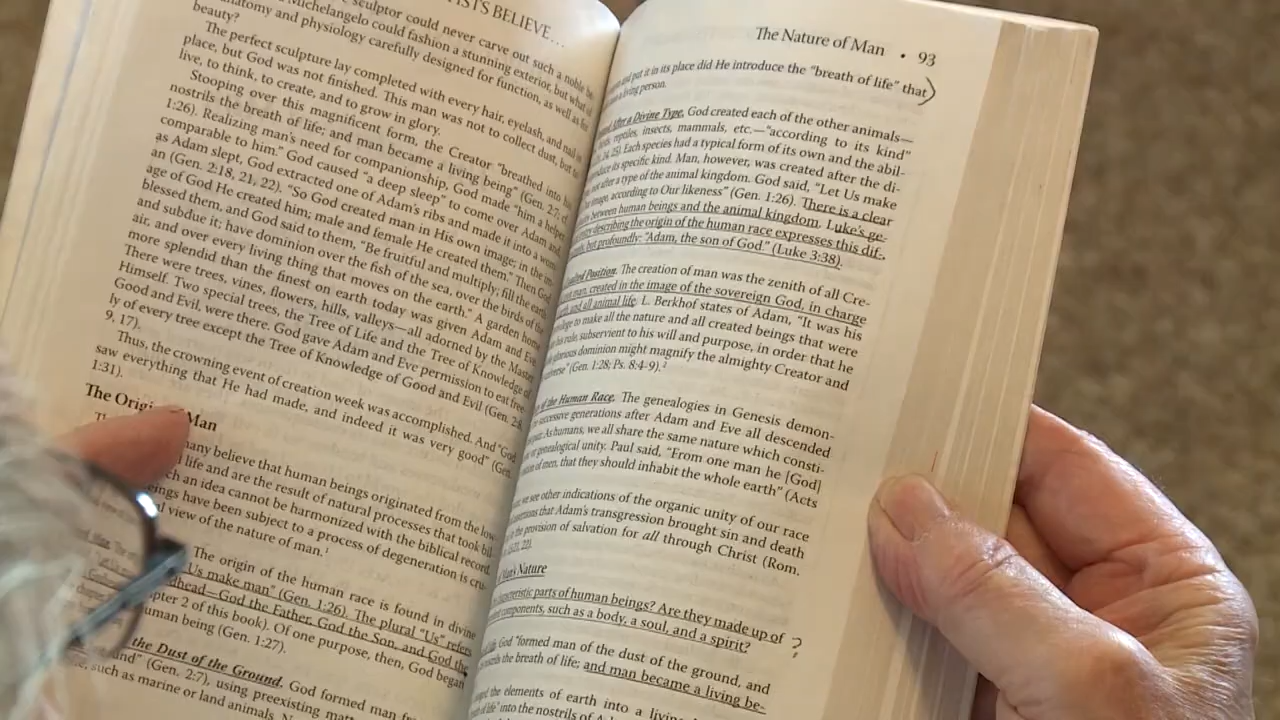 sculptor could never carve out such a noble
Michelangelo could fashion a stunning exterior, but what of
anatomy and physiology carefully designed for function, as well as for
beauty?
The perfect sculpture lay completed with every hair, eyelash, and nail in
place, but God was not finished. This man was not to collect dust, but to
live, to think, to create, and to grow in glory.
Stooping over this magnificent form, the Creator "breathed into his
nostrils the breath of life; and man became a living being" (Gen. 2:7;
1:26). Realizing man's need for companionship, God made "him a helper
comparable to him." God caused "a deep sleep" to come over Adam and
as Adam slept, God extracted one of Adam's ribs and made it into a
an (Gen. 2:18, 21, 22). "So God created man in His own image; in the
age of God He created him; male and female He created them." Then God
blessed them, and God said to them, "Be fruitful and multiply; fill the earth
and subdue it; have dominion over the fish of the sea, over the birds of the
air, and over every living thing that moves on the earth." A garden home
more splendid than the finest on earth today was given Adam and Eve.
There were trees, vines, flowers, hills, valleys—all adorned by the Master
Himself. Two special trees, the Tree of Life and the Tree of Knowledge of
Good and Evil, were there. God gave Adam and Eve permission to eat free-
ly of every tree except the Tree of Knowledge of Good and Evil (Gen.
9, 17).
Thus, the crowning event of creation week was accomplished. And "God
saw everything that He had made, and indeed it was very good" (Gen.
1:31).
The Man
many believe that human beings originated from the low-
life and are the result of natural processes that took bil-
an idea cannot be harmonized with the biblical record.
have been subject to a process of degeneration is cru-
view of the nature of man.¹
The origin of the human race is found in divine
Us make man" (Gen. 1:26). The plural "Us" refers
God the Father, God the Son, and God the
2 of this book). Of one purpose, then, God began
human being (Gen. 1:27).
the Dust of the Ground. God formed man
(Gen. 2:7), using preexisting
such as marine or land animals.
The Nature of Man • 93
and put it in its place did He introduce the "breath of life" that
a living person.
After a Divine Type. God created each of the other animals—
reptiles, insects, mammals, etc.—"according to its kind"
24, 25). Each species had a typical form of its own and the abil-
its specific kind. Man, however, was created after the di-
not after a type of the animal kingdom. God said, "Let Us make
image, according to Our likeness" (Gen. 1:26). There is a clear
between human beings and the animal kingdom. Luke's ge-
describing the origin of the human race expresses this dif-
but profoundly: "Adam, the son of God." (Luke 3:38).
Position. The creation of man was the zenith of all Cre-
man, created in the image of the sovereign God, in charge
and all animal life. L. Berkhof states of Adam, "It was his
to make all the nature and all created beings that were
his rule, subservient to his will and purpose, in order that he
dominion might magnify the almighty Creator and
(Gen. 1:28; Ps. 8:4-9).²
of the Human Race. The genealogies in Genesis demon-
successive generations after Adam and Eve all descended
As humans, we all share the same nature which consti-
or genealogical unity. Paul said, "From one man he [God]
of men, that they should inhabit the whole earth" (Acts
we see other indications of the organic unity of our race
that Adam's transgression brought sin and death
the provision of salvation for all through Christ (Rom.
Man's Nature
characteristic parts of human beings? Are they made up of
components, such as a body, a soul, and a spirit? ?
God "formed man of the dust of the ground, and
the breath of life; and man became a living be-
the elements of earth into a living
into the nostrils of